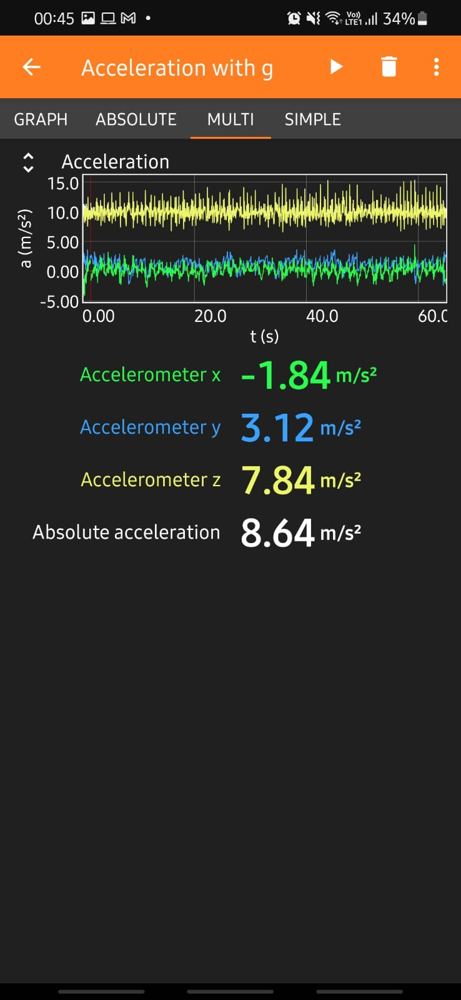 00:45 Vo)) LTE1 34%
Acceleration with g
GRAPH ABSOLUTE MULTI SIMPLE
Acceleration
15.0
10.0
5.00
0.00
-5.00
a (m/s²)
0.00 20.0 40.0 60.0
t (s)
Accelerometer x -1.84 m/s²
Accelerometer y 3.12 m/s²
Accelerometer z 7.84 m/s²
Absolute acceleration 8.64 m/s²